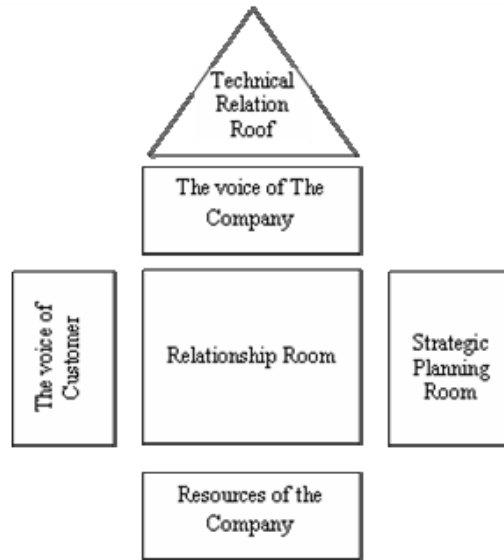 Technical
Relation
Roof
The voice of The
Company
The voice of
Customer
Relationship Room
Strategic
Planning
Room
Resources of the
Company